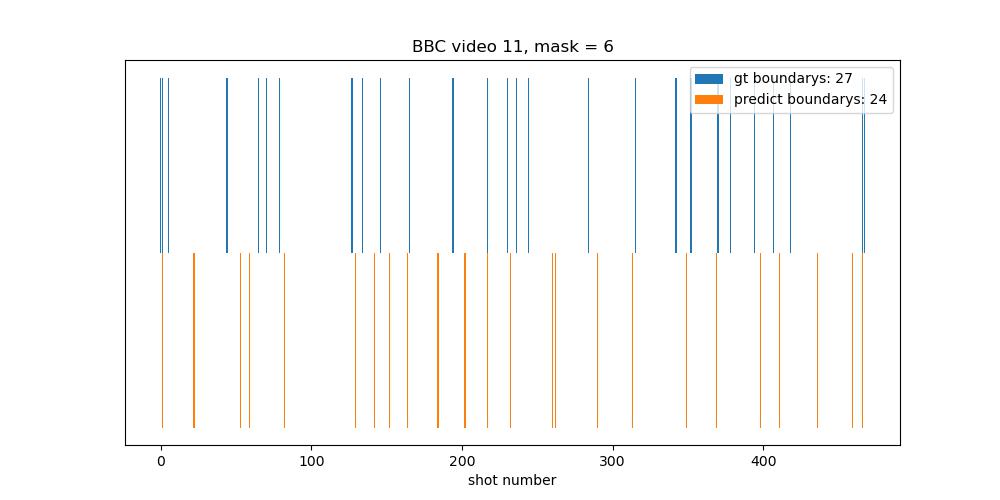 BBC video 11, mask = 6
gt boundarys: 27
predict boundarys: 24
0 100 200 300 400
shot number